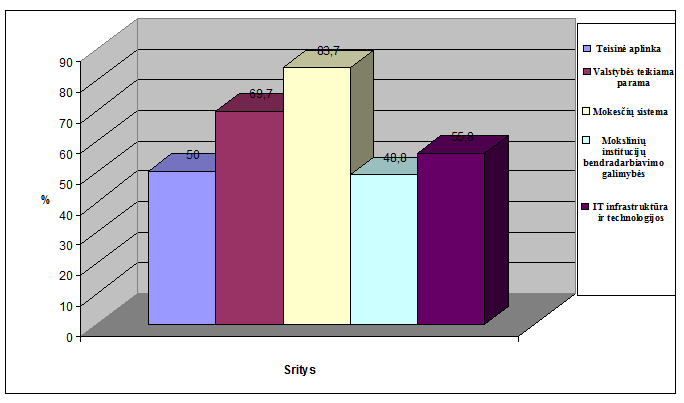 90
80
70
60
50
40
30
20
10
0
%
50
69,7
83,7
48,8
55,8
Sritys
Teisinė aplinka
Valstybės teikiama
parama
Mokesčių sistema
Mokslinių
institucijų
bendradarbiavimo
galimybės
IT infrastruktūra
ir technologijos